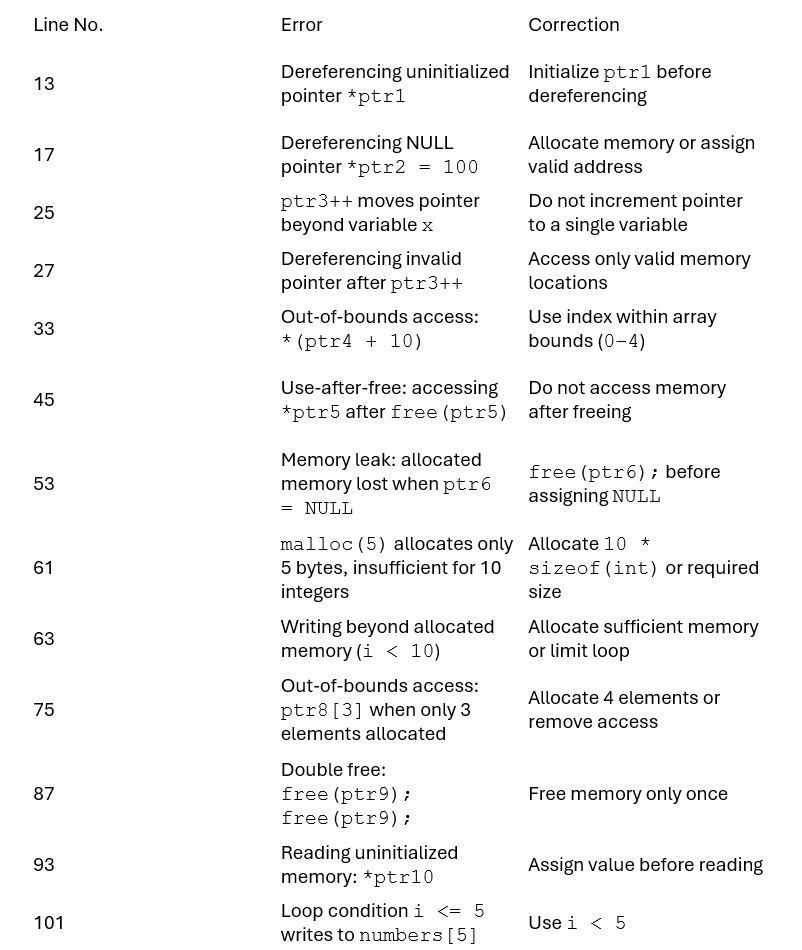 Line No. Error Correction
13 Dereferencing uninitialized pointer *ptr1 Initialize ptr1 before dereferencing
17 Dereferencing NULL pointer *ptr2 = 100 Allocate memory or assign valid address
25 ptr3++ moves pointer beyond variable x Do not increment pointer to a single variable
27 Dereferencing invalid pointer after ptr3++ Access only valid memory locations
33 Out-of-bounds access: *(ptr4 + 10) Use index within array bounds (0–4)
45 Use-after-free: accessing *ptr5 after free(ptr5) Do not access memory after freeing
53 Memory leak: allocated memory lost when ptr6 = NULL free(ptr6); before assigning NULL
61 malloc(5) allocates only 5 bytes, insufficient for 10 integers Allocate 10 * sizeof(int) or required size
63 Writing beyond allocated memory (i < 10) Allocate sufficient memory or limit loop
75 Out-of-bounds access: ptr8[3] when only 3 elements allocated Allocate 4 elements or remove access
87 Double free: free(ptr9); free(ptr9); Free memory only once
93 Reading uninitialized memory: *ptr10 Assign value before reading
101 Loop condition i <= 5 writes to numbers[5] Use i < 5